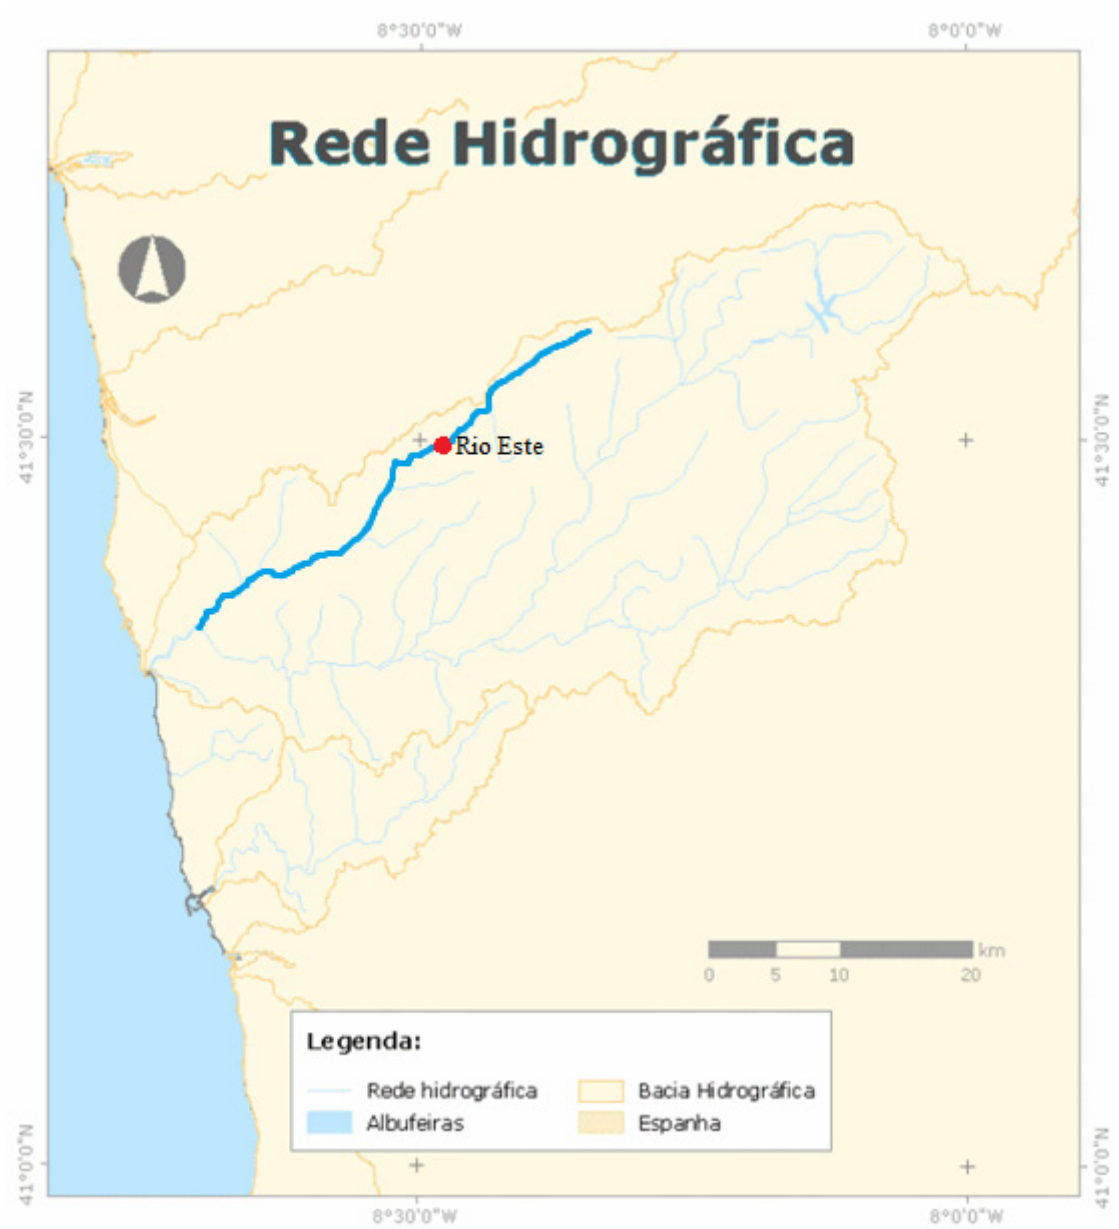 8°30'0"W 8°0'0"W
Rede Hidrográfica
41°30'0"N 41°30'0"N
Rio Este
km
0 5 10 20
Legenda:
Rede hidrográfica Bacia Hidrográfica
Albufeiras Espanha
41°0'0"N 41°0'0"N
8°30'0"W 8°0'0"W